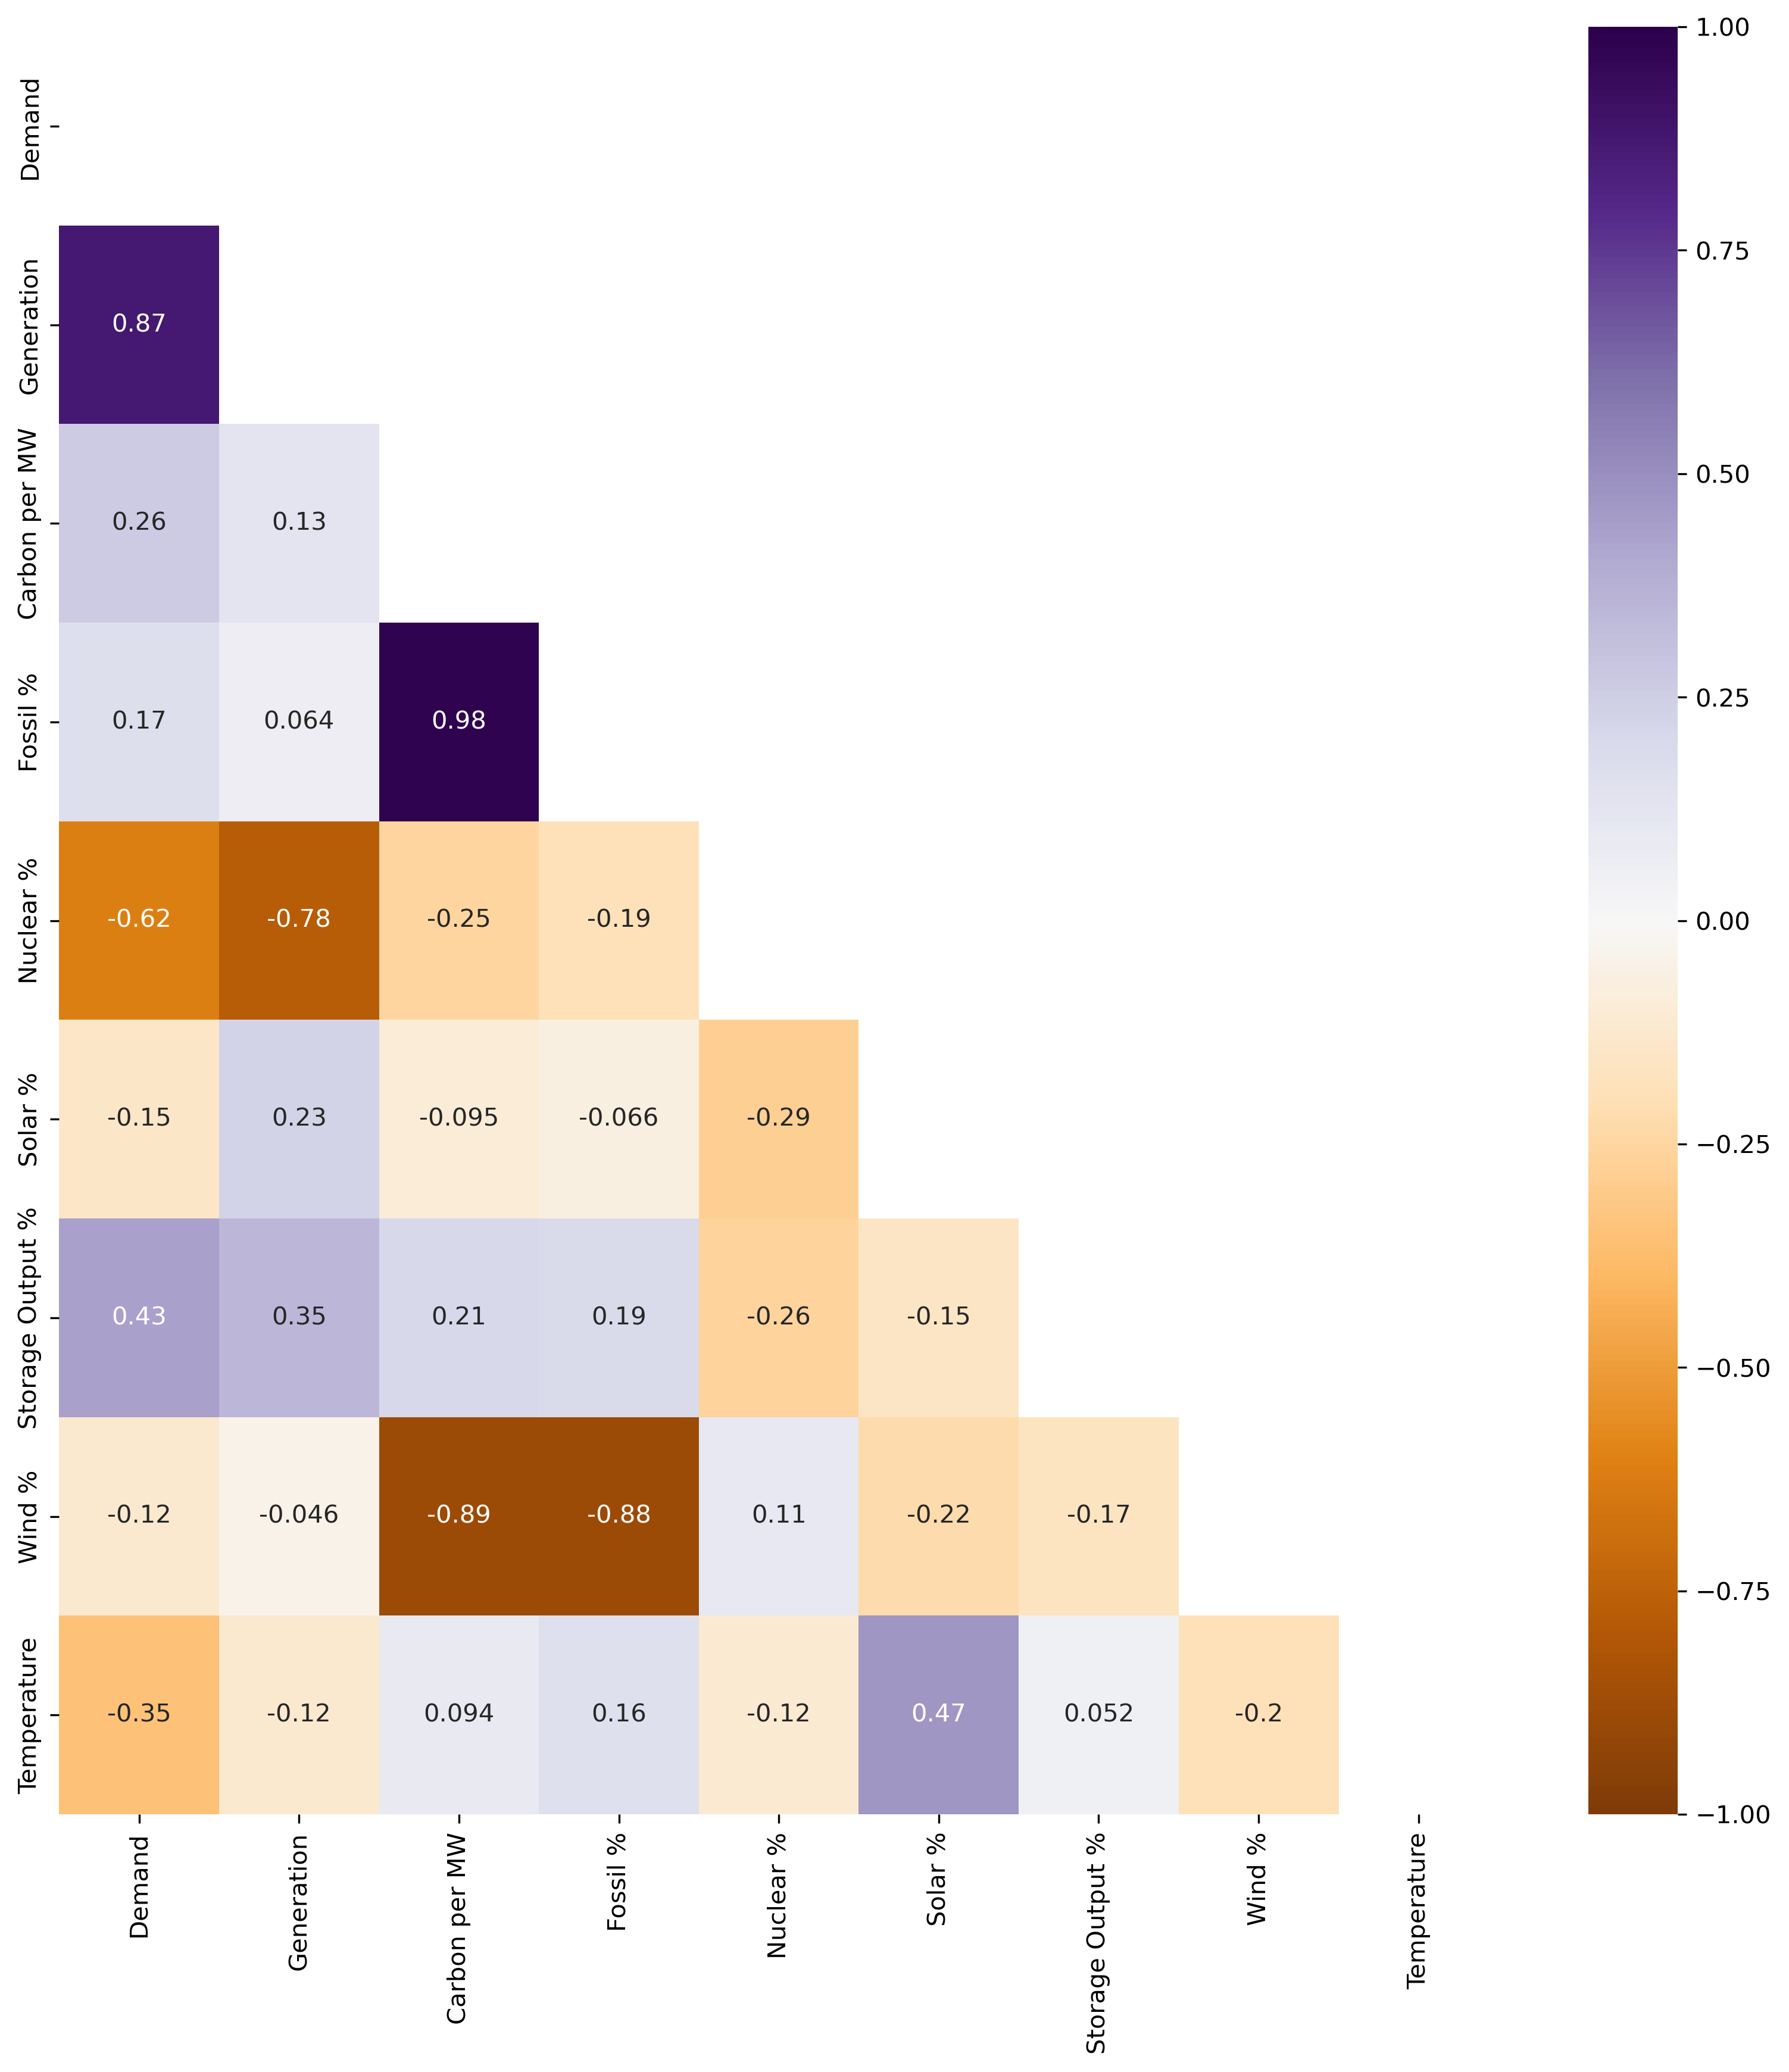 Demand
Generation
0.87
Carbon per MW
0.26 0.13
Fossil %
0.17 0.064 0.98
Nuclear %
-0.62 -0.78 -0.25 -0.19
Solar %
-0.15 0.23 -0.095 -0.066 -0.29
Storage Output %
0.43 0.35 0.21 0.19 -0.26 -0.15
Wind %
-0.12 -0.046 -0.89 -0.88 0.11 -0.22 -0.17
Temperature
-0.35 -0.12 0.094 0.16 -0.12 0.47 0.052 -0.2
Demand
Generation
Carbon per MW
Fossil %
Nuclear %
Solar %
Storage Output %
Wind %
Temperature
1.00
0.75
0.50
0.25
0.00
−0.25
−0.50
−0.75
−1.00